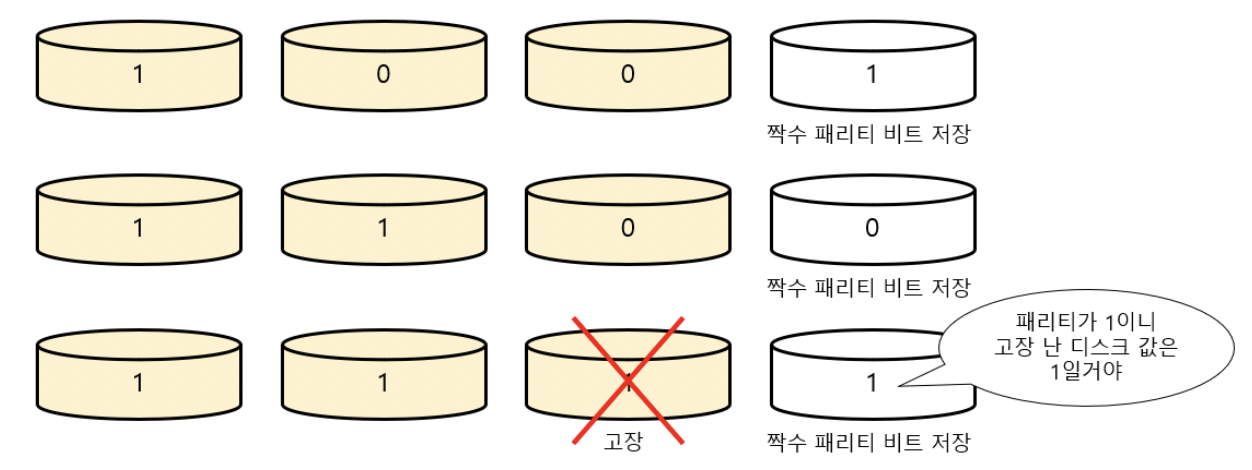 1 0 0 1
짝수 패리티 비트 저장
1 1 0 0
짝수 패리티 비트 저장
패리티가 1이니
고장 난 디스크 값은
1일거야
1 1 1 1
고장 짝수 패리티 비트 저장